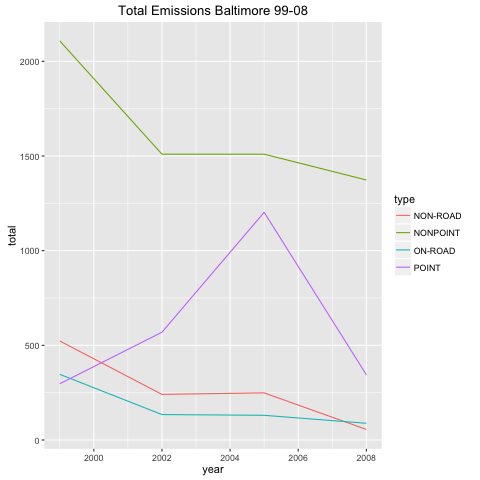 Total Emissions Baltimore 99-08
2000
1500
1000
500
0
total
2000
2002
2004
2006
2008
year
type
NON-ROAD
NONPOINT
ON-ROAD
POINT